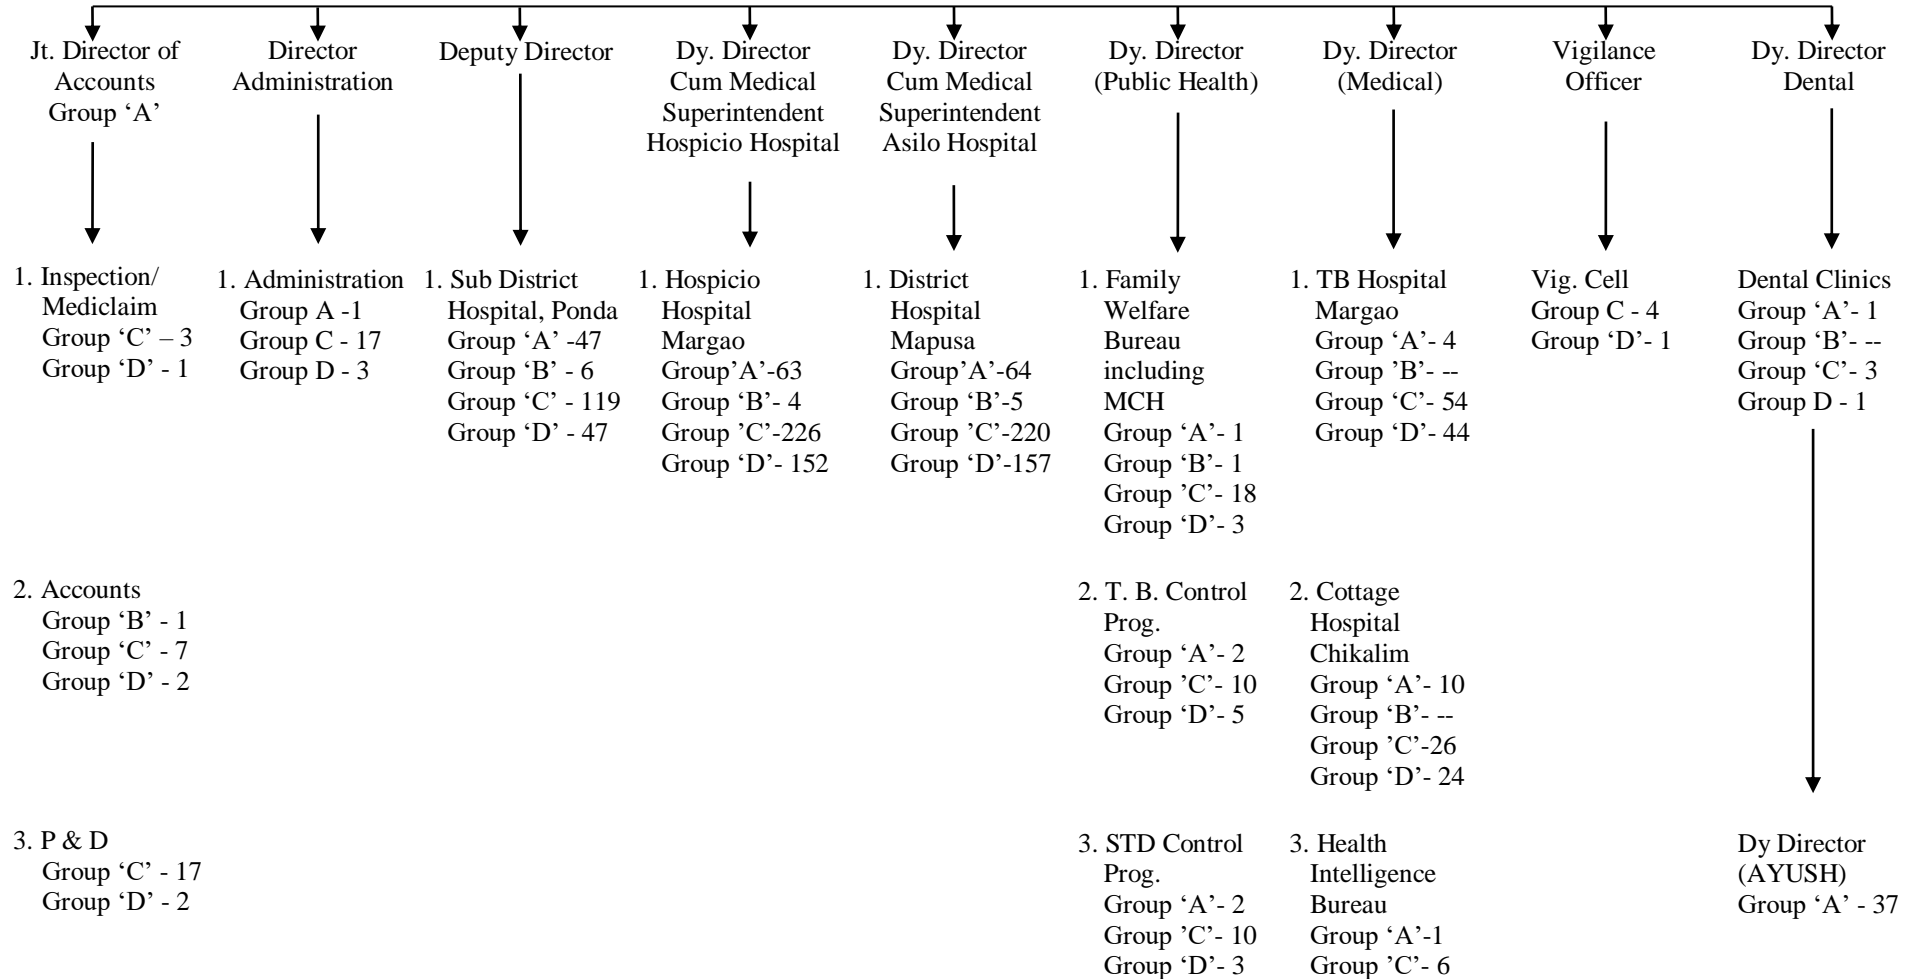 Jt. Director of
Accounts
Group ‘A’
Director
Administration
Deputy Director
Dy. Director
Cum Medical
Superintendent
Hospicio Hospital
Dy. Director
Cum Medical
Superintendent
Asilo Hospital
Dy. Director
(Public Health)
Dy. Director
(Medical)
Vigilance
Officer
Dy. Director
Dental
1. Inspection/
Mediclaim
Group ‘C’ – 3
Group ‘D’ - 1
1. Administration
Group A -1
Group C - 17
Group D - 3
1. Sub District
Hospital, Ponda
Group ‘A’ -47
Group ‘B’ - 6
Group ‘C’ - 119
Group ‘D’ - 47
1. Hospicio
Hospital
Margao
Group’A’-63
Group ‘B’- 4
Group ’C’-226
Group ‘D’- 152
1. District
Hospital
Mapusa
Group’A’-64
Group ‘B’-5
Group ’C’-220
Group ‘D’-157
1. Family
Welfare
Bureau
including
MCH
Group ‘A’- 1
Group ‘B’- 1
Group ’C’- 18
Group ‘D’- 3
1. TB Hospital
Margao
Group ‘A’- 4
Group ’B’- --
Group ‘C’- 54
Group ‘D’- 44
Vig. Cell
Group C - 4
Group ‘D’- 1
Dental Clinics
Group ‘A’- 1
Group ‘B’- --
Group ‘C’- 3
Group D - 1
2. Accounts
Group ‘B’ - 1
Group ‘C’ - 7
Group ‘D’ - 2
2. T. B. Control
Prog.
Group ‘A’- 2
Group ’C’- 10
Group ‘D’- 5
2. Cottage
Hospital
Chikalim
Group ‘A’- 10
Group ‘B’- --
Group ’C’-26
Group ‘D’- 24
3. P & D
Group ‘C’ - 17
Group ‘D’ - 2
3. STD Control
Prog.
Group ‘A’- 2
Group ’C’- 10
Group ‘D’- 3
3. Health
Intelligence
Bureau
Group ‘A’-1
Group ’C’- 6
Dy Director
(AYUSH)
Group ‘A’ - 37